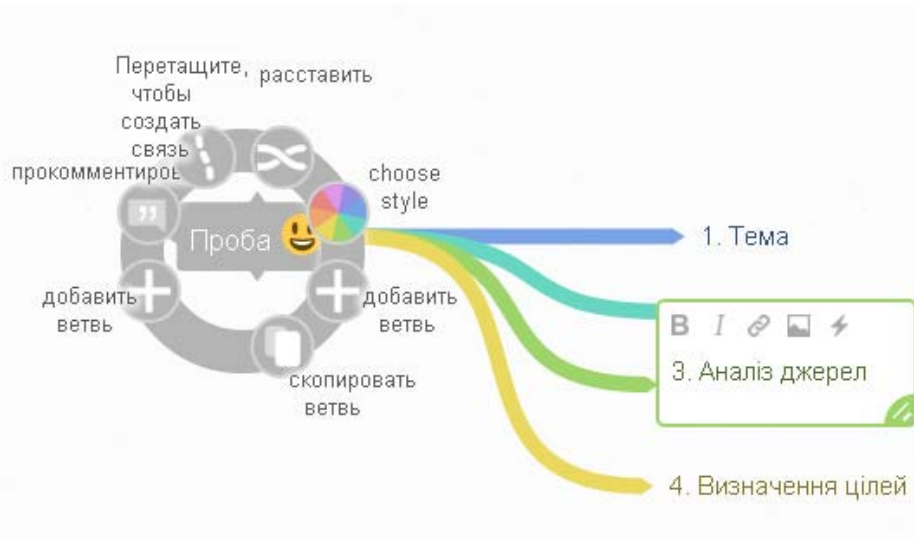 Перетащите,
чтобы
создать
связь
расставить
choose
style
Проба
добавить
ветвь
добавить
ветвь
скопировать
ветвь
1. Тема
B I
3. Аналіз джерел
4. Визначення цілей